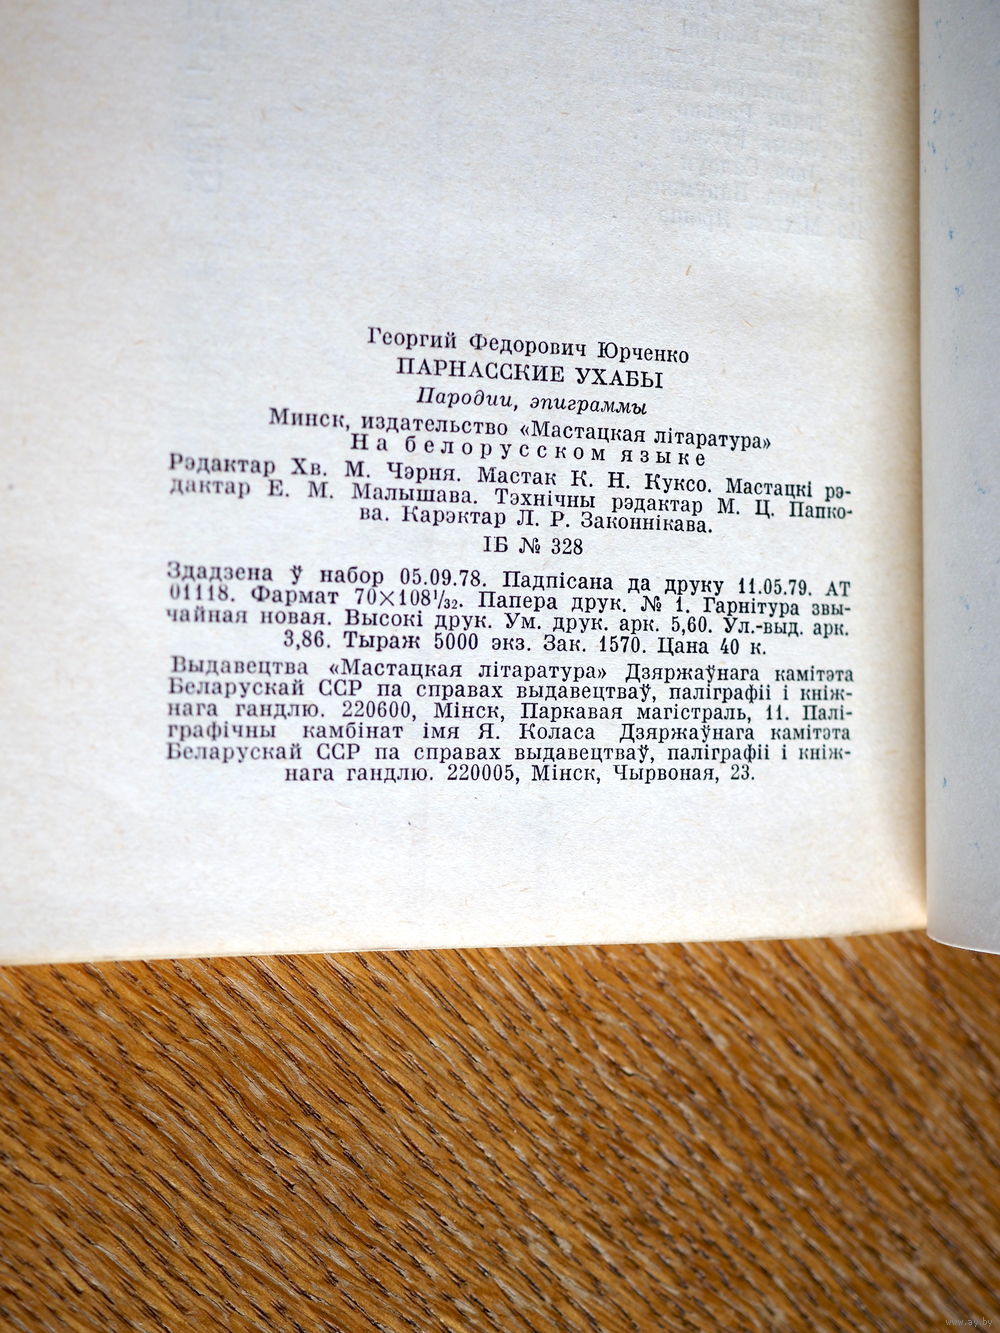 Георгий Федорович Юрченко
ПАРНАССКИЕ УХАБЫ
Пародии, эпиграммы
Минск, издательство «Мастацкая літаратура»
На белорусском языке
Рэдактар Хв. М. Чэрня. Мастак К. Н. Куксо. Мастацкі рэ-
дактар Е. М. Малышава. Тэхнічны рэдактар М. Ц. Папко-
ва. Карэктар Л. Р. Законнікава.
ІБ № 328
Здадзена ў набор 05.09.78. Падпісана да друку 11.05.79. АТ
01118. Фармат 70×108¹/₃₂. Папера друк. № 1. Гарнітура звы-
чайная новая. Высокі друк. Ум. друк. арк. 5,60. Ул.-выд. арк.
3,86. Тыраж 5000 экз. Зак. 1570. Цана 40 к.
Выдавецтва «Мастацкая літаратура» Дзяржаўнага камітэта
Беларускай ССР па справах выдавецтваў, паліграфіі і кніж-
нага гандлю. 220600, Мінск, Паркавая магістраль, 11. Палі-
графічны камбінат імя Я. Коласа Дзяржаўнага камітэта
Беларускай ССР па справах выдавецтваў, паліграфіі і кніж-
нага гандлю. 220005, Мінск, Чырвоная, 23.
www.ay.by